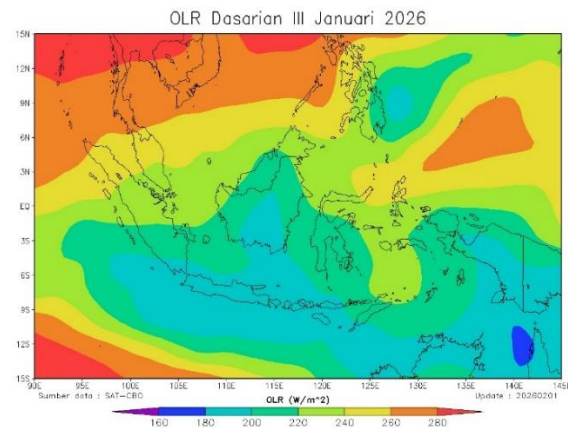 OLR Dasarian III Januari 2026
15N
12N
9N
6N
3N
EQ
3S
6S
9S
12S
15S
90E 95E 100E 105E 110E 115E 120E 125E 130E 135E 140E 145E
Sumber data : SAT-CBO OLR (W/m^2) Update : 20260201
160 180 200 220 240 260 280